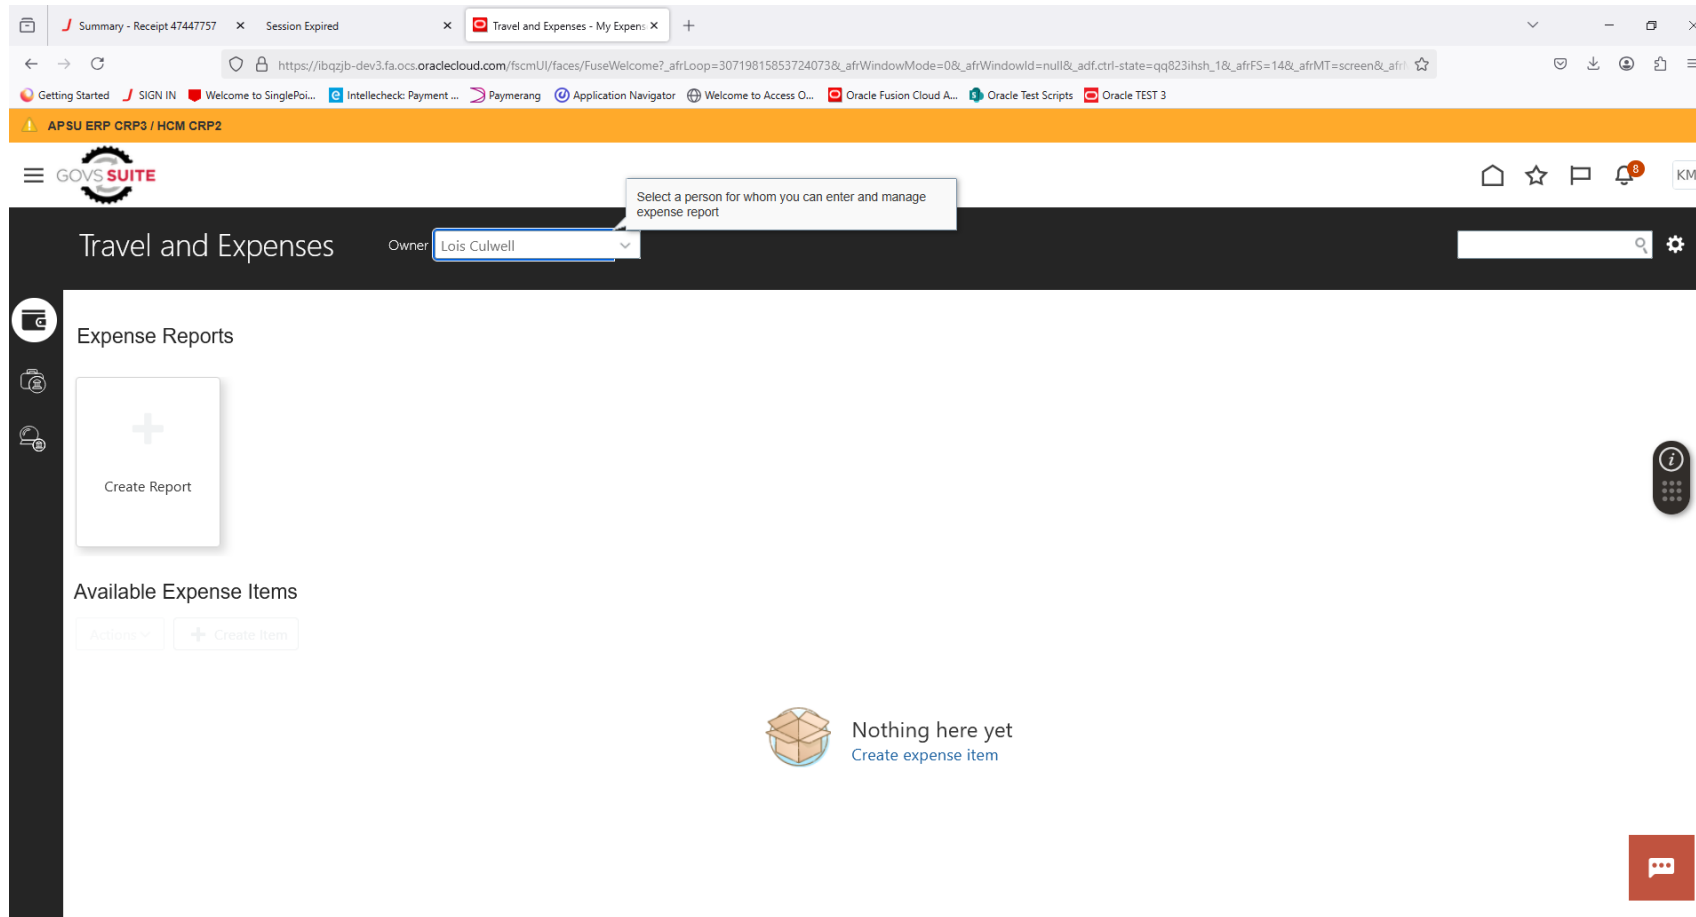 Summary - Receipt 47447757
Session Expired
Travel and Expenses - My Expens
https://ibqzjb-dev3.fa.ocs.oraclecloud.com/fscmUI/faces/FuseWelcome?_afrLoop=30719815853724073&_afrWindowMode=0&_afrWindowId=null&_adf.ctrl-state=qq823ihsh_1&_afrFS=14&_afrMT=screen&_afr
Getting Started SIGN IN Welcome to SinglePoi... Intellecheck: Payment ... Paymerang Application Navigator Welcome to Access O... Oracle Fusion Cloud A... Oracle Test Scripts Oracle TEST 3
APSU ERP CRP3 / HCM CRP2
GOVS SUITE
8
KM
Select a person for whom you can enter and manage
expense report
Travel and Expenses
Owner Lois Culwell
Expense Reports
Create Report
Available Expense Items
Actions Create Item
Nothing here yet
Create expense item